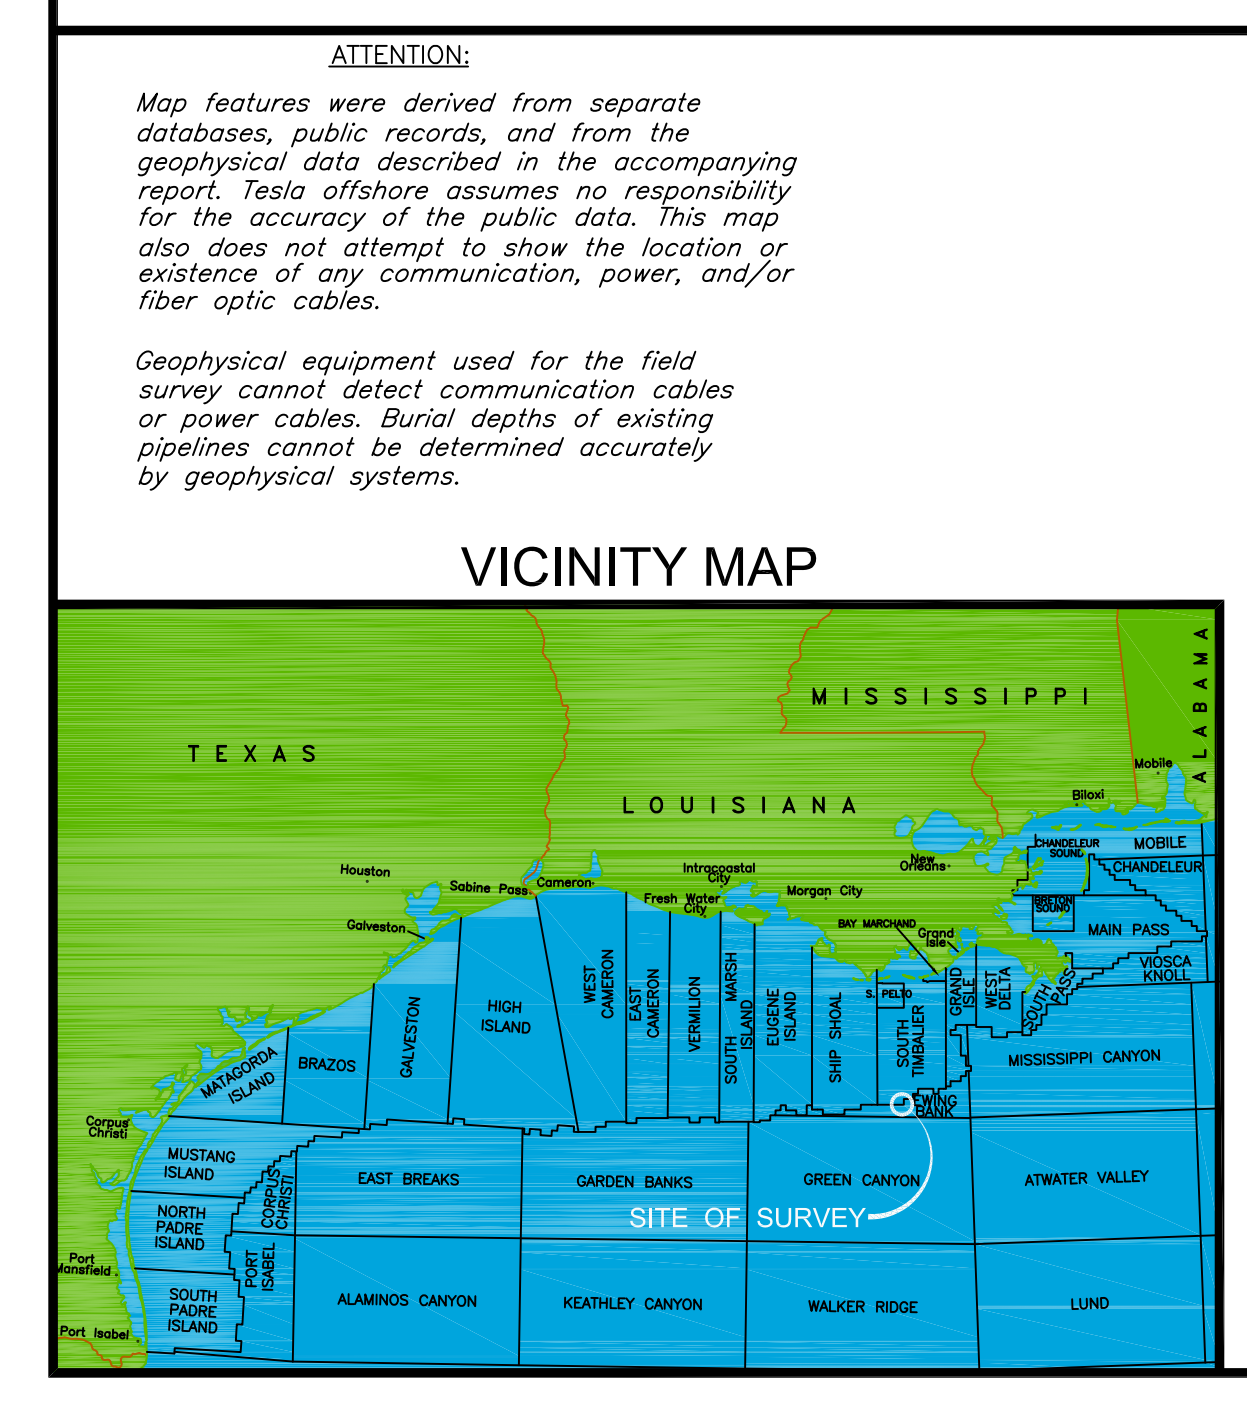 ATTENTION:
Map features were derived from separate
databases, public records, and from the
geophysical data described in the accompanying
report. Tesla offshore assumes no responsibility
for the accuracy of the public data. This map
also does not attempt to show the location or
existence of any communication, power, and/or
fiber optic cables.
Geophysical equipment used for the field
survey cannot detect communication cables
or power cables. Burial depths of existing
pipelines cannot be determined accurately
by geophysical systems.
VICINITY MAP
ALABAMA
MISSISSIPPI
TEXAS
LOUISIANA
Mobile
Biloxi
CHANDELEUR
SOUND
MOBILE
CHANDELEUR
New
Orleans
Houston
Intracoastal
City
Sabine Pass
Cameron
Morgan City
Fresh Water
City
BRETON
SOUND
Galveston
BAY MARCHAND
Grand
Isle
MAIN PASS
VIOSCA
KNOLL
WEST
CAMERON
EAST
CAMERON
VERMILION
SOUTH MARSH
ISLAND
EUGENE
ISLAND
SHIP SHOAL
S. PELTO
SOUTH
TIMBALIER
GRAND
ISLE
WEST
DELTA
SOUTH
PASS
HIGH
ISLAND
GALVESTON
BRAZOS
MATAGORDA
ISLAND
MISSISSIPPI CANYON
EWING
BANK
Corpus
Christi
MUSTANG
ISLAND
CORPUS
CHRISTI
EAST BREAKS
GARDEN BANKS
GREEN CANYON
ATWATER VALLEY
SITE OF SURVEY
NORTH
PADRE
ISLAND
PORT
ISABEL
Port
Mansfield
SOUTH
PADRE
ISLAND
ALAMINOS CANYON
KEATHLEY CANYON
WALKER RIDGE
LUND
Port Isabel